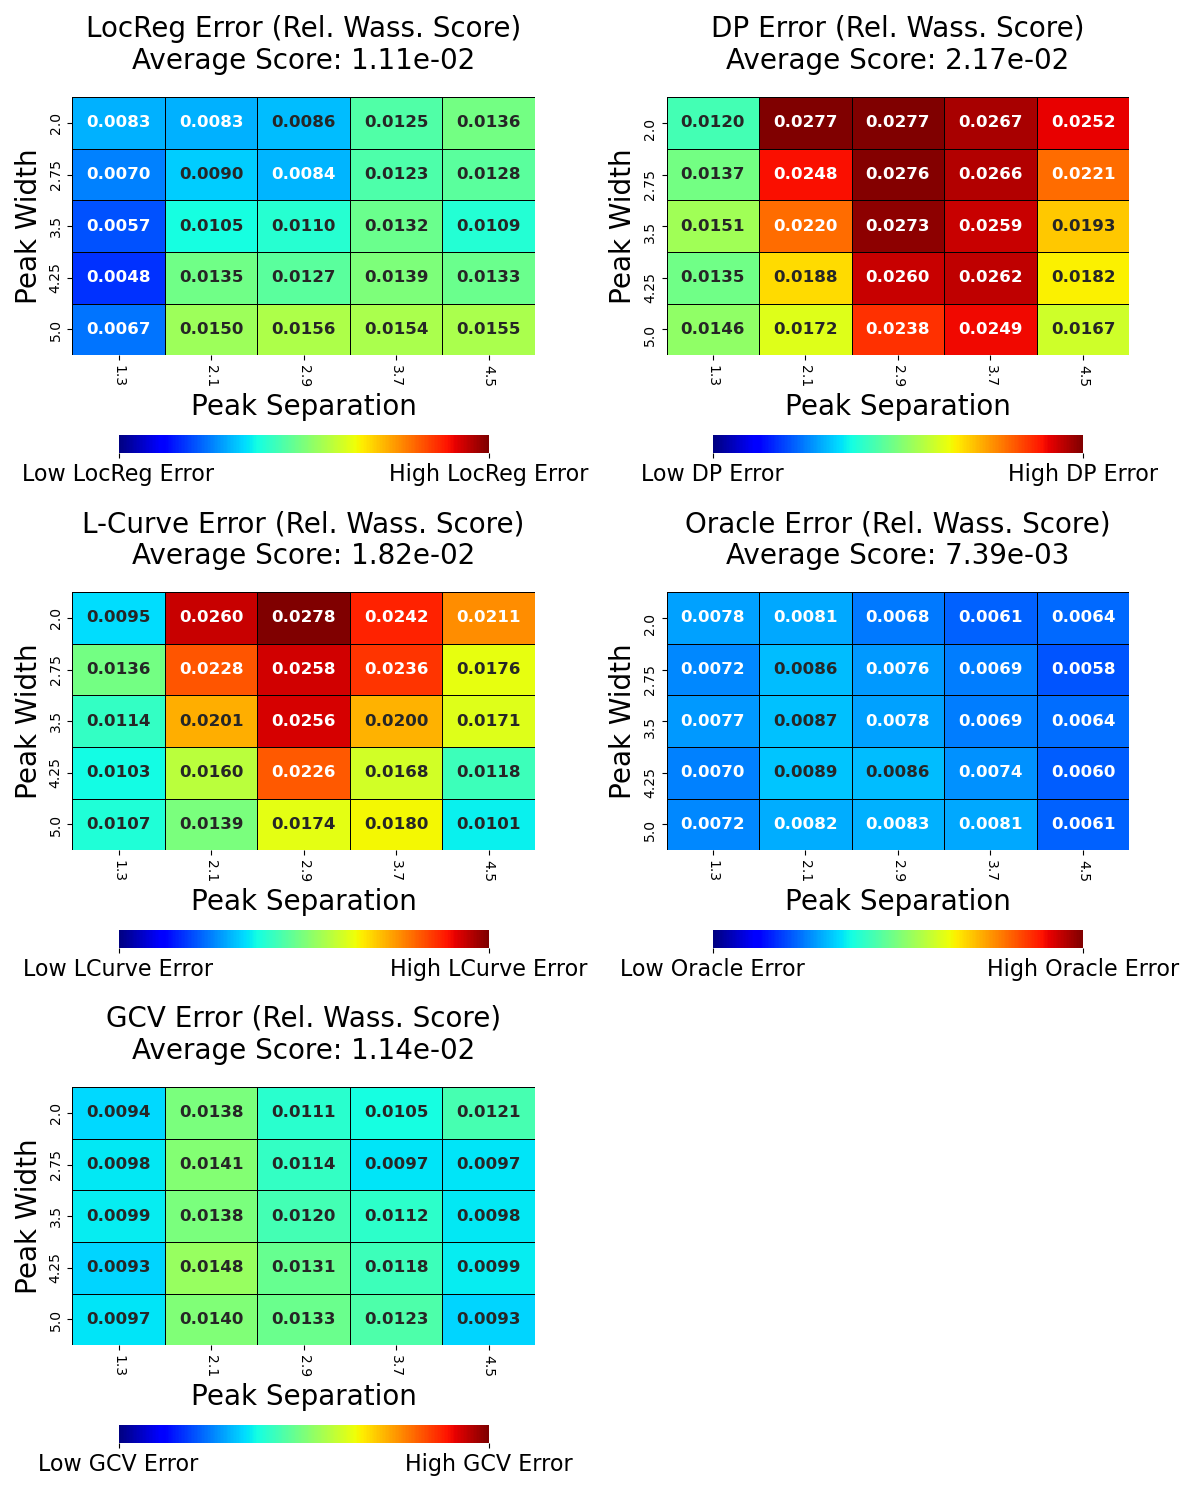 LocReg Error (Rel. Wass. Score)
Average Score: 1.11e-02
Peak Width
2.0 0.0083 0.0083 0.0086 0.0125 0.0136
2.75 0.0070 0.0090 0.0084 0.0123 0.0128
3.5 0.0057 0.0105 0.0110 0.0132 0.0109
4.25 0.0048 0.0135 0.0127 0.0139 0.0133
5.0 0.0067 0.0150 0.0156 0.0154 0.0155
1.3 2.1 2.9 3.7 4.5
Peak Separation
Low LocReg Error High LocReg Error
DP Error (Rel. Wass. Score)
Average Score: 2.17e-02
Peak Width
2.0 0.0120 0.0277 0.0277 0.0267 0.0252
2.75 0.0137 0.0248 0.0276 0.0266 0.0221
3.5 0.0151 0.0220 0.0273 0.0259 0.0193
4.25 0.0135 0.0188 0.0260 0.0262 0.0182
5.0 0.0146 0.0172 0.0238 0.0249 0.0167
1.3 2.1 2.9 3.7 4.5
Peak Separation
Low DP Error High DP Error
L-Curve Error (Rel. Wass. Score)
Average Score: 1.82e-02
Peak Width
2.0 0.0095 0.0260 0.0278 0.0242 0.0211
2.75 0.0136 0.0228 0.0258 0.0236 0.0176
3.5 0.0114 0.0201 0.0256 0.0200 0.0171
4.25 0.0103 0.0160 0.0226 0.0168 0.0118
5.0 0.0107 0.0139 0.0174 0.0180 0.0101
1.3 2.1 2.9 3.7 4.5
Peak Separation
Low LCurve Error High LCurve Error
Oracle Error (Rel. Wass. Score)
Average Score: 7.39e-03
Peak Width
2.0 0.0078 0.0081 0.0068 0.0061 0.0064
2.75 0.0072 0.0086 0.0076 0.0069 0.0058
3.5 0.0077 0.0087 0.0078 0.0069 0.0064
4.25 0.0070 0.0089 0.0086 0.0074 0.0060
5.0 0.0072 0.0082 0.0083 0.0081 0.0061
1.3 2.1 2.9 3.7 4.5
Peak Separation
Low Oracle Error High Oracle Error
GCV Error (Rel. Wass. Score)
Average Score: 1.14e-02
Peak Width
2.0 0.0094 0.0138 0.0111 0.0105 0.0121
2.75 0.0098 0.0141 0.0114 0.0097 0.0097
3.5 0.0099 0.0138 0.0120 0.0112 0.0098
4.25 0.0093 0.0148 0.0131 0.0118 0.0099
5.0 0.0097 0.0140 0.0133 0.0123 0.0093
1.3 2.1 2.9 3.7 4.5
Peak Separation
Low GCV Error High GCV Error